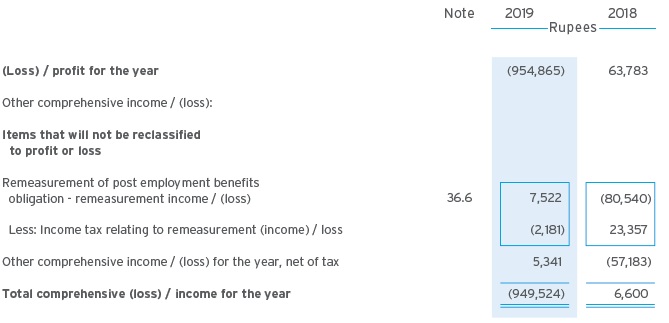 Note 2019 2018
Rupees
(Loss) / profit for the year (954,865) 63,783
Other comprehensive income / (loss):
Items that will not be reclassified
to profit or loss
Remeasurement of post employment benefits
obligation - remeasurement income / (loss) 36.6 7,522 (80,540)
Less: Income tax relating to remeasurement (income) / loss (2,181) 23,357
Other comprehensive income / (loss) for the year, net of tax 5,341 (57,183)
Total comprehensive (loss) / income for the year (949,524) 6,600